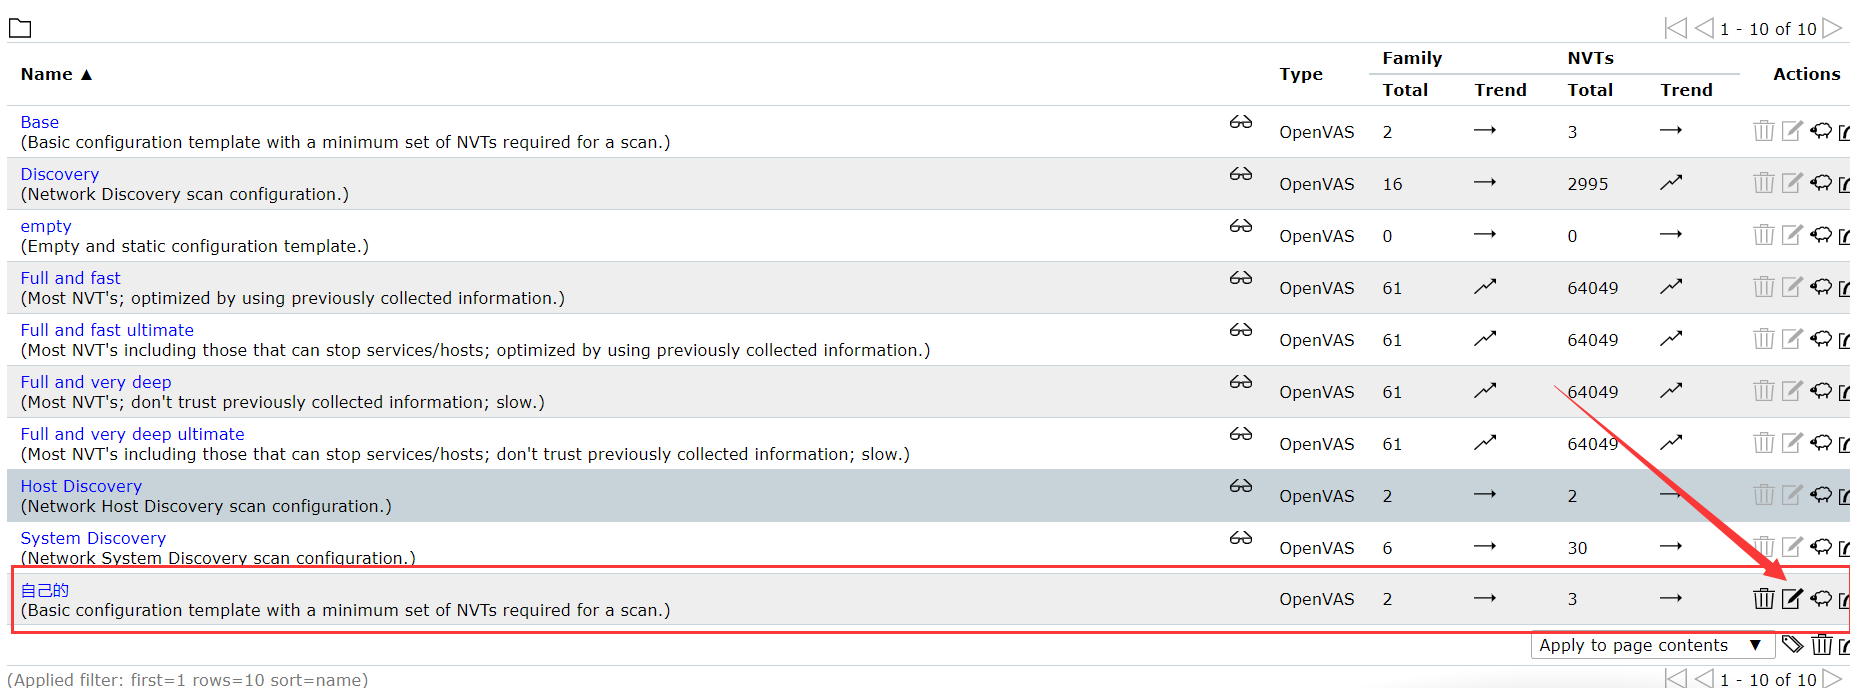 1 - 10 of 10
Name ▲ Type Family NVTs Actions
Total Trend Total Trend
Base
(Basic configuration template with a minimum set of NVTs required for a scan.) OpenVAS 2 3
Discovery
(Network Discovery scan configuration.) OpenVAS 16 2995
empty
(Empty and static configuration template.) OpenVAS 0 0
Full and fast
(Most NVT's; optimized by using previously collected information.) OpenVAS 61 64049
Full and fast ultimate
(Most NVT's including those that can stop services/hosts; optimized by using previously collected information.) OpenVAS 61 64049
Full and very deep
(Most NVT's; don't trust previously collected information; slow.) OpenVAS 61 64049
Full and very deep ultimate
(Most NVT's including those that can stop services/hosts; don't trust previously collected information; slow.) OpenVAS 61 64049
Host Discovery
(Network Host Discovery scan configuration.) OpenVAS 2 2
System Discovery
(Network System Discovery scan configuration.) OpenVAS 6 30
自己的
(Basic configuration template with a minimum set of NVTs required for a scan.) OpenVAS 2 3
Apply to page contents ▼
(Applied filter: first=1 rows=10 sort=name) 1 - 10 of 10